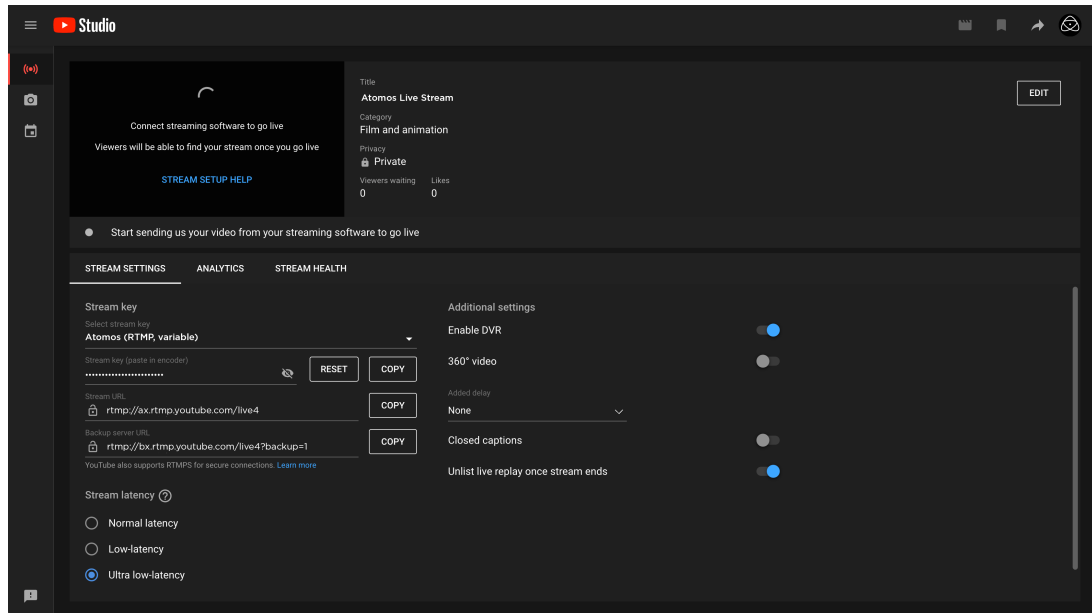 Studio
Connect streaming software to go live
Viewers will be able to find your stream once you go live
STREAM SETUP HELP
Title
Atomos Live Stream
EDIT
Category
Film and animation
Privacy
Private
Viewers waiting Likes
0 0
Start sending us your video from your streaming software to go live
STREAM SETTINGS ANALYTICS STREAM HEALTH
Stream key
Select stream key
Atomos (RTMP, variable)
Stream key (paste in encoder)
••••••••••••••••••••••• RESET COPY
Stream URL
rtmp://ax.rtmp.youtube.com/live4 COPY
Backup server URL
rtmp://bx.rtmp.youtube.com/live4?backup=1 COPY
YouTube also supports RTMPS for secure connections. Learn more
Stream latency
Normal latency
Low-latency
Ultra low-latency
Additional settings
Enable DVR
360° video
Added delay
None
Closed captions
Unlist live replay once stream ends